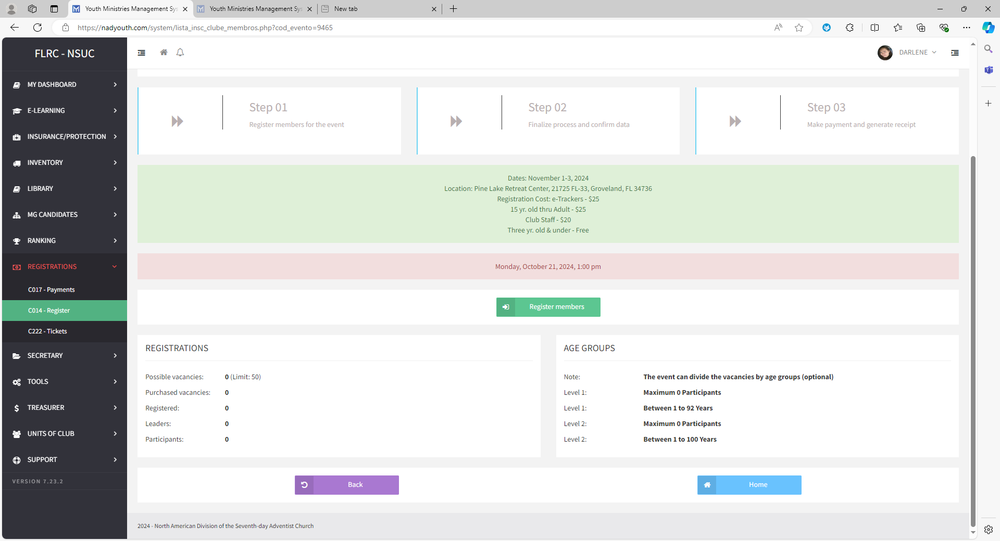 Youth Ministries Management Sys
Youth Ministries Management Sys
New tab
https://nadyouth.com/system/lista_insc_clube_membros.php?cod_evento=9465
FLRC - NSUC
DARLENE
MY DASHBOARD
E-LEARNING
INSURANCE/PROTECTION
INVENTORY
LIBRARY
MG CANDIDATES
RANKING
REGISTRATIONS
C017 - Payments
C014 - Register
C222 - Tickets
SECRETARY
TOOLS
TREASURER
UNITS OF CLUB
SUPPORT
VERSION 7.23.2
Step 01
Register members for the event
Step 02
Finalize process and confirm data
Step 03
Make payment and generate receipt
Dates: November 1-3, 2024
Location: Pine Lake Retreat Center, 21725 FL-33, Groveland, FL 34736
Registration Cost: e-Trackers - $25
15 yr. old thru Adult - $25
Club Staff - $20
Three yr. old & under - Free
Monday, October 21, 2024, 1:00 pm
Register members
REGISTRATIONS
Possible vacancies: 0 (Limit: 50)
Purchased vacancies: 0
Registered: 0
Leaders: 0
Participants: 0
AGE GROUPS
Note: The event can divide the vacancies by age groups (optional)
Level 1: Maximum 0 Participants
Level 1: Between 1 to 92 Years
Level 2: Maximum 0 Participants
Level 2: Between 1 to 100 Years
Back
Home
2024 - North American Division of the Seventh-day Adventist Church